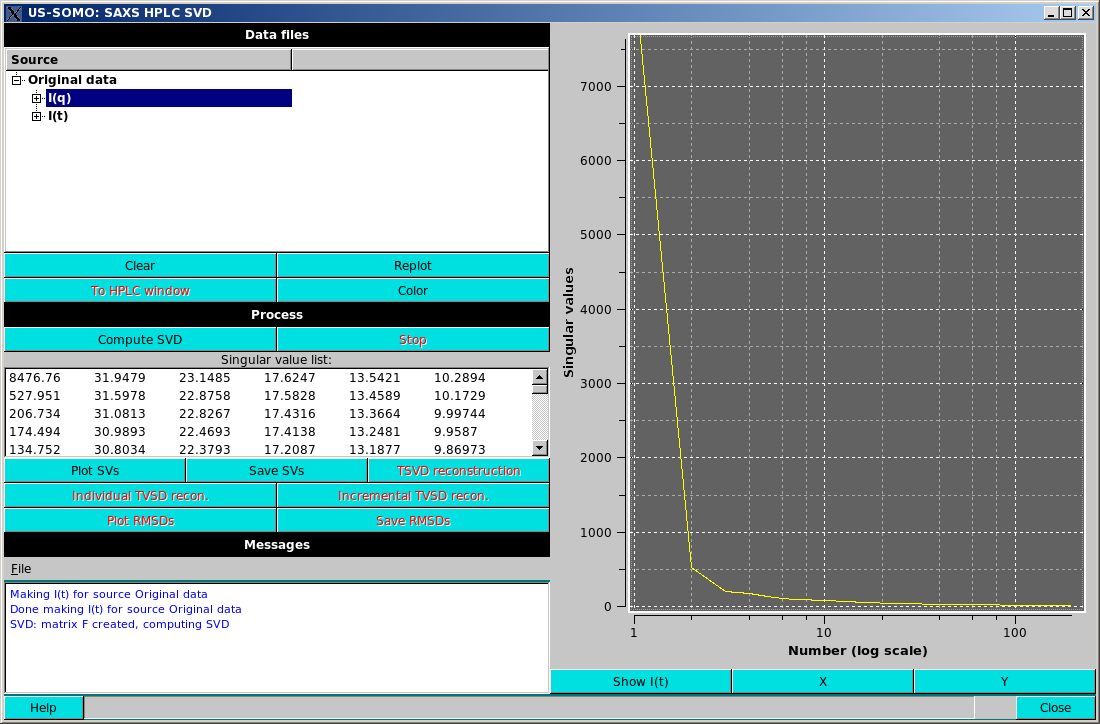 US-SOMO: SAXS HPLC SVD
Data files
Source
Original data
I(q)
I(t)
Clear Replot
To HPLC window Color
Process
Compute SVD Stop
Singular value list:
8476.76 31.9479 23.1485 17.6247 13.5421 10.2894
527.951 31.5978 22.8758 17.5828 13.4589 10.1729
206.734 31.0813 22.8267 17.4316 13.3664 9.99744
174.494 30.9893 22.4693 17.4138 13.2481 9.9587
134.752 30.8034 22.3793 17.2087 13.1877 9.86973
Plot SVs Save SVs TSVD reconstruction
Individual TVSD recon. Incremental TVSD recon.
Plot RMSDs Save RMSDs
Messages
File
Making I(t) for source Original data
Done making I(t) for source Original data
SVD: matrix F created, computing SVD
Help
Singular values
7000
6000
5000
4000
3000
2000
1000
0
1 10 100
Number (log scale)
Show I(t) X Y
Close